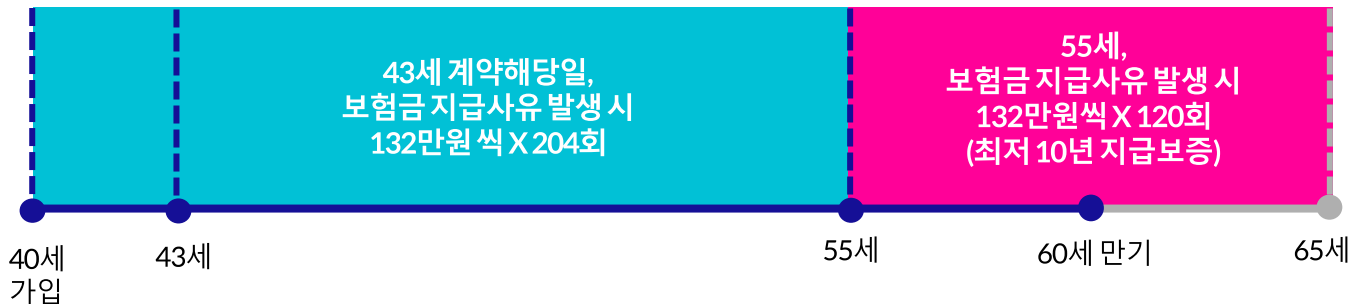 43세 계약해당일,
보험금 지급사유 발생 시
132만원 씩 X 204회
55세,
보험금 지급사유 발생 시
132만원씩 X 120회
(최저 10년 지급보증)
40세
가입
43세
55세
60세 만기
65세